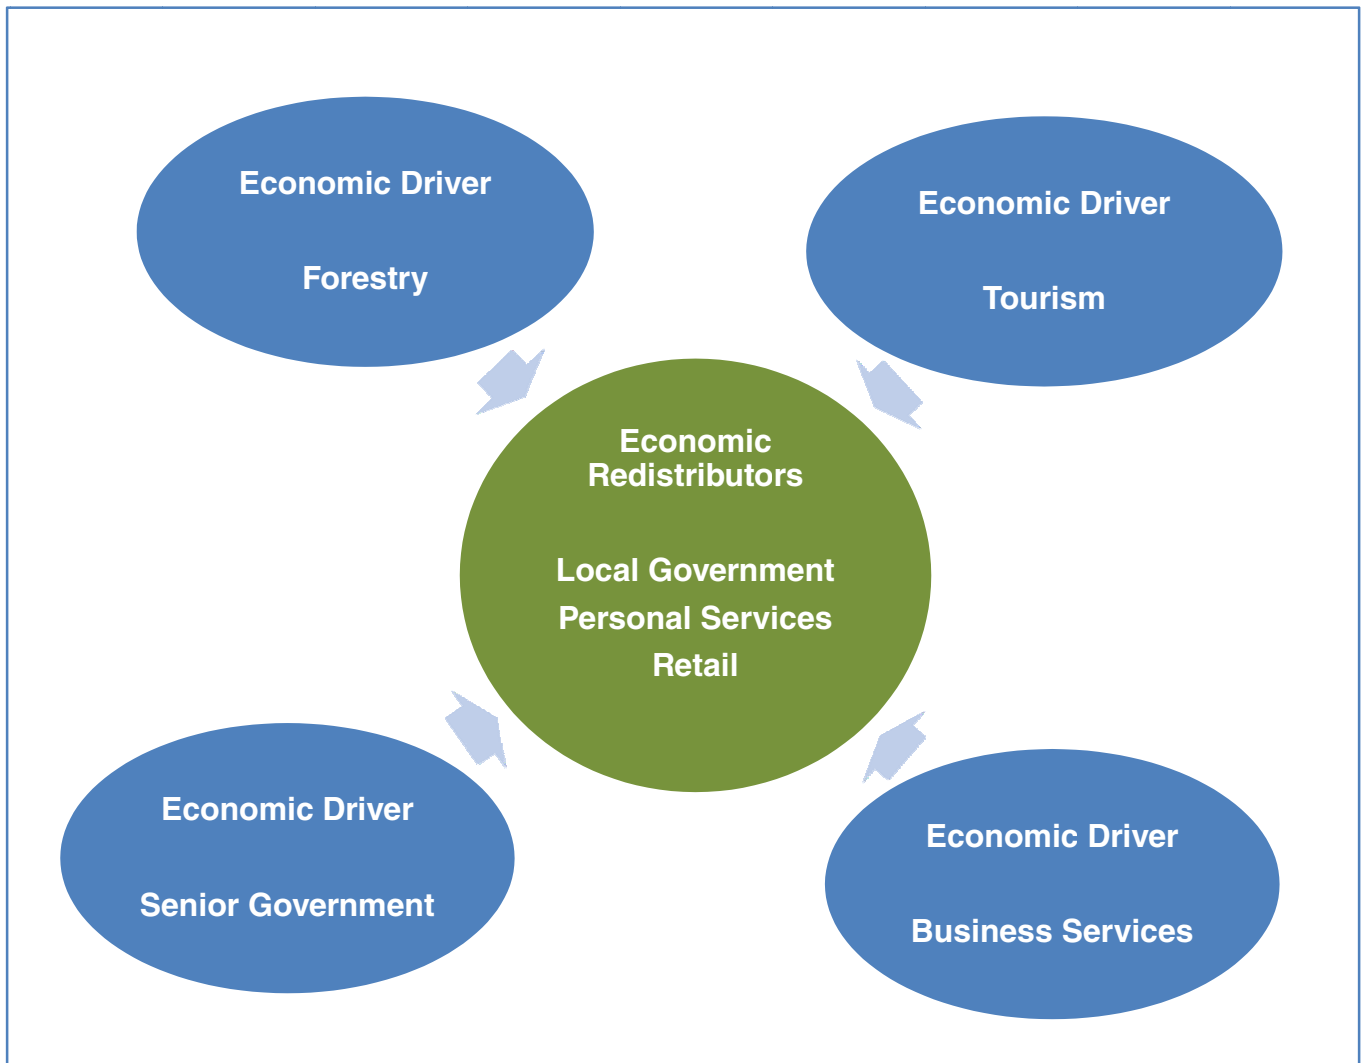 Economic Driver
Forestry
Economic Driver
Tourism
Economic
Redistributors
Local Government
Personal Services
Retail
Economic Driver
Senior Government
Economic Driver
Business Services